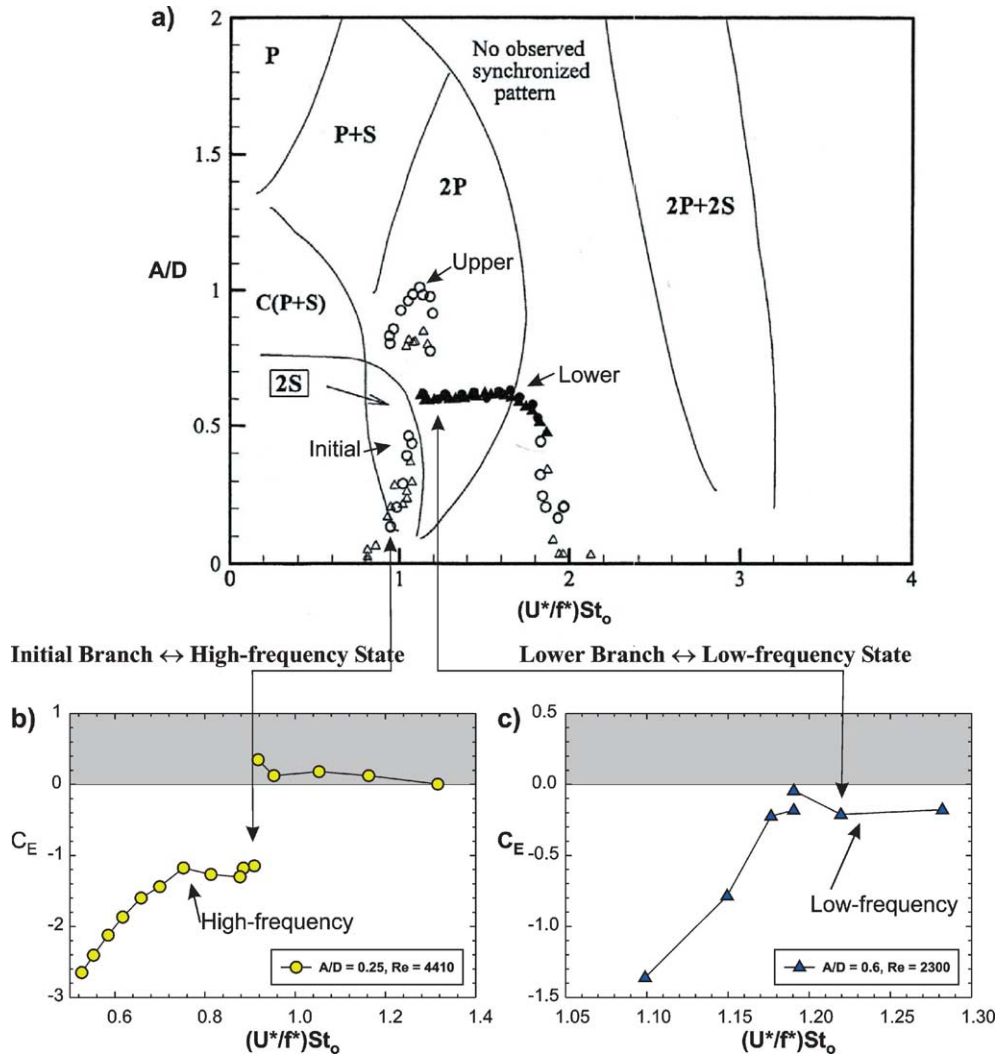 a)
2
P
No observed
synchronized
pattern
P+S
1.5
2P
2P+2S
A/D
Upper
1
C(P+S)
Lower
2S
0.5
Initial
0
0 1 2 3 4
(U*/f*)St₀
Initial Branch ↔ High-frequency State
Lower Branch ↔ Low-frequency State
b)
1
0
C_E
-1
High-frequency
-2
A/D = 0.25, Re = 4410
-3
0.6 0.8 1.0 1.2 1.4
(U*/f*)St₀
c)
0.5
0.0
C_E
-0.5
Low-frequency
-1.0
A/D = 0.6, Re = 2300
-1.5
1.05 1.10 1.15 1.20 1.25 1.30
(U*/f*)St₀